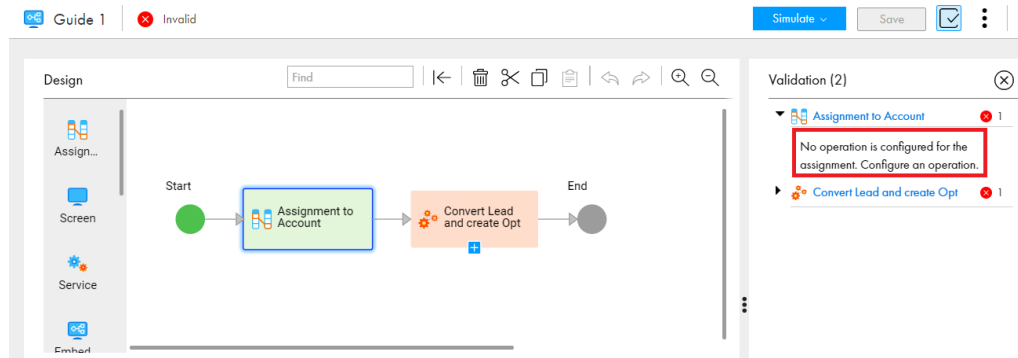 Guide 1
Invalid
Simulate
Save
Design
Find
Validation (2)
Assign...
Screen
Service
Embed
Start
Assignment to
Account
Convert Lead
and create Opt
End
Assignment to Account
1
No operation is configured for the
assignment. Configure an operation.
Convert Lead and create Opt
1